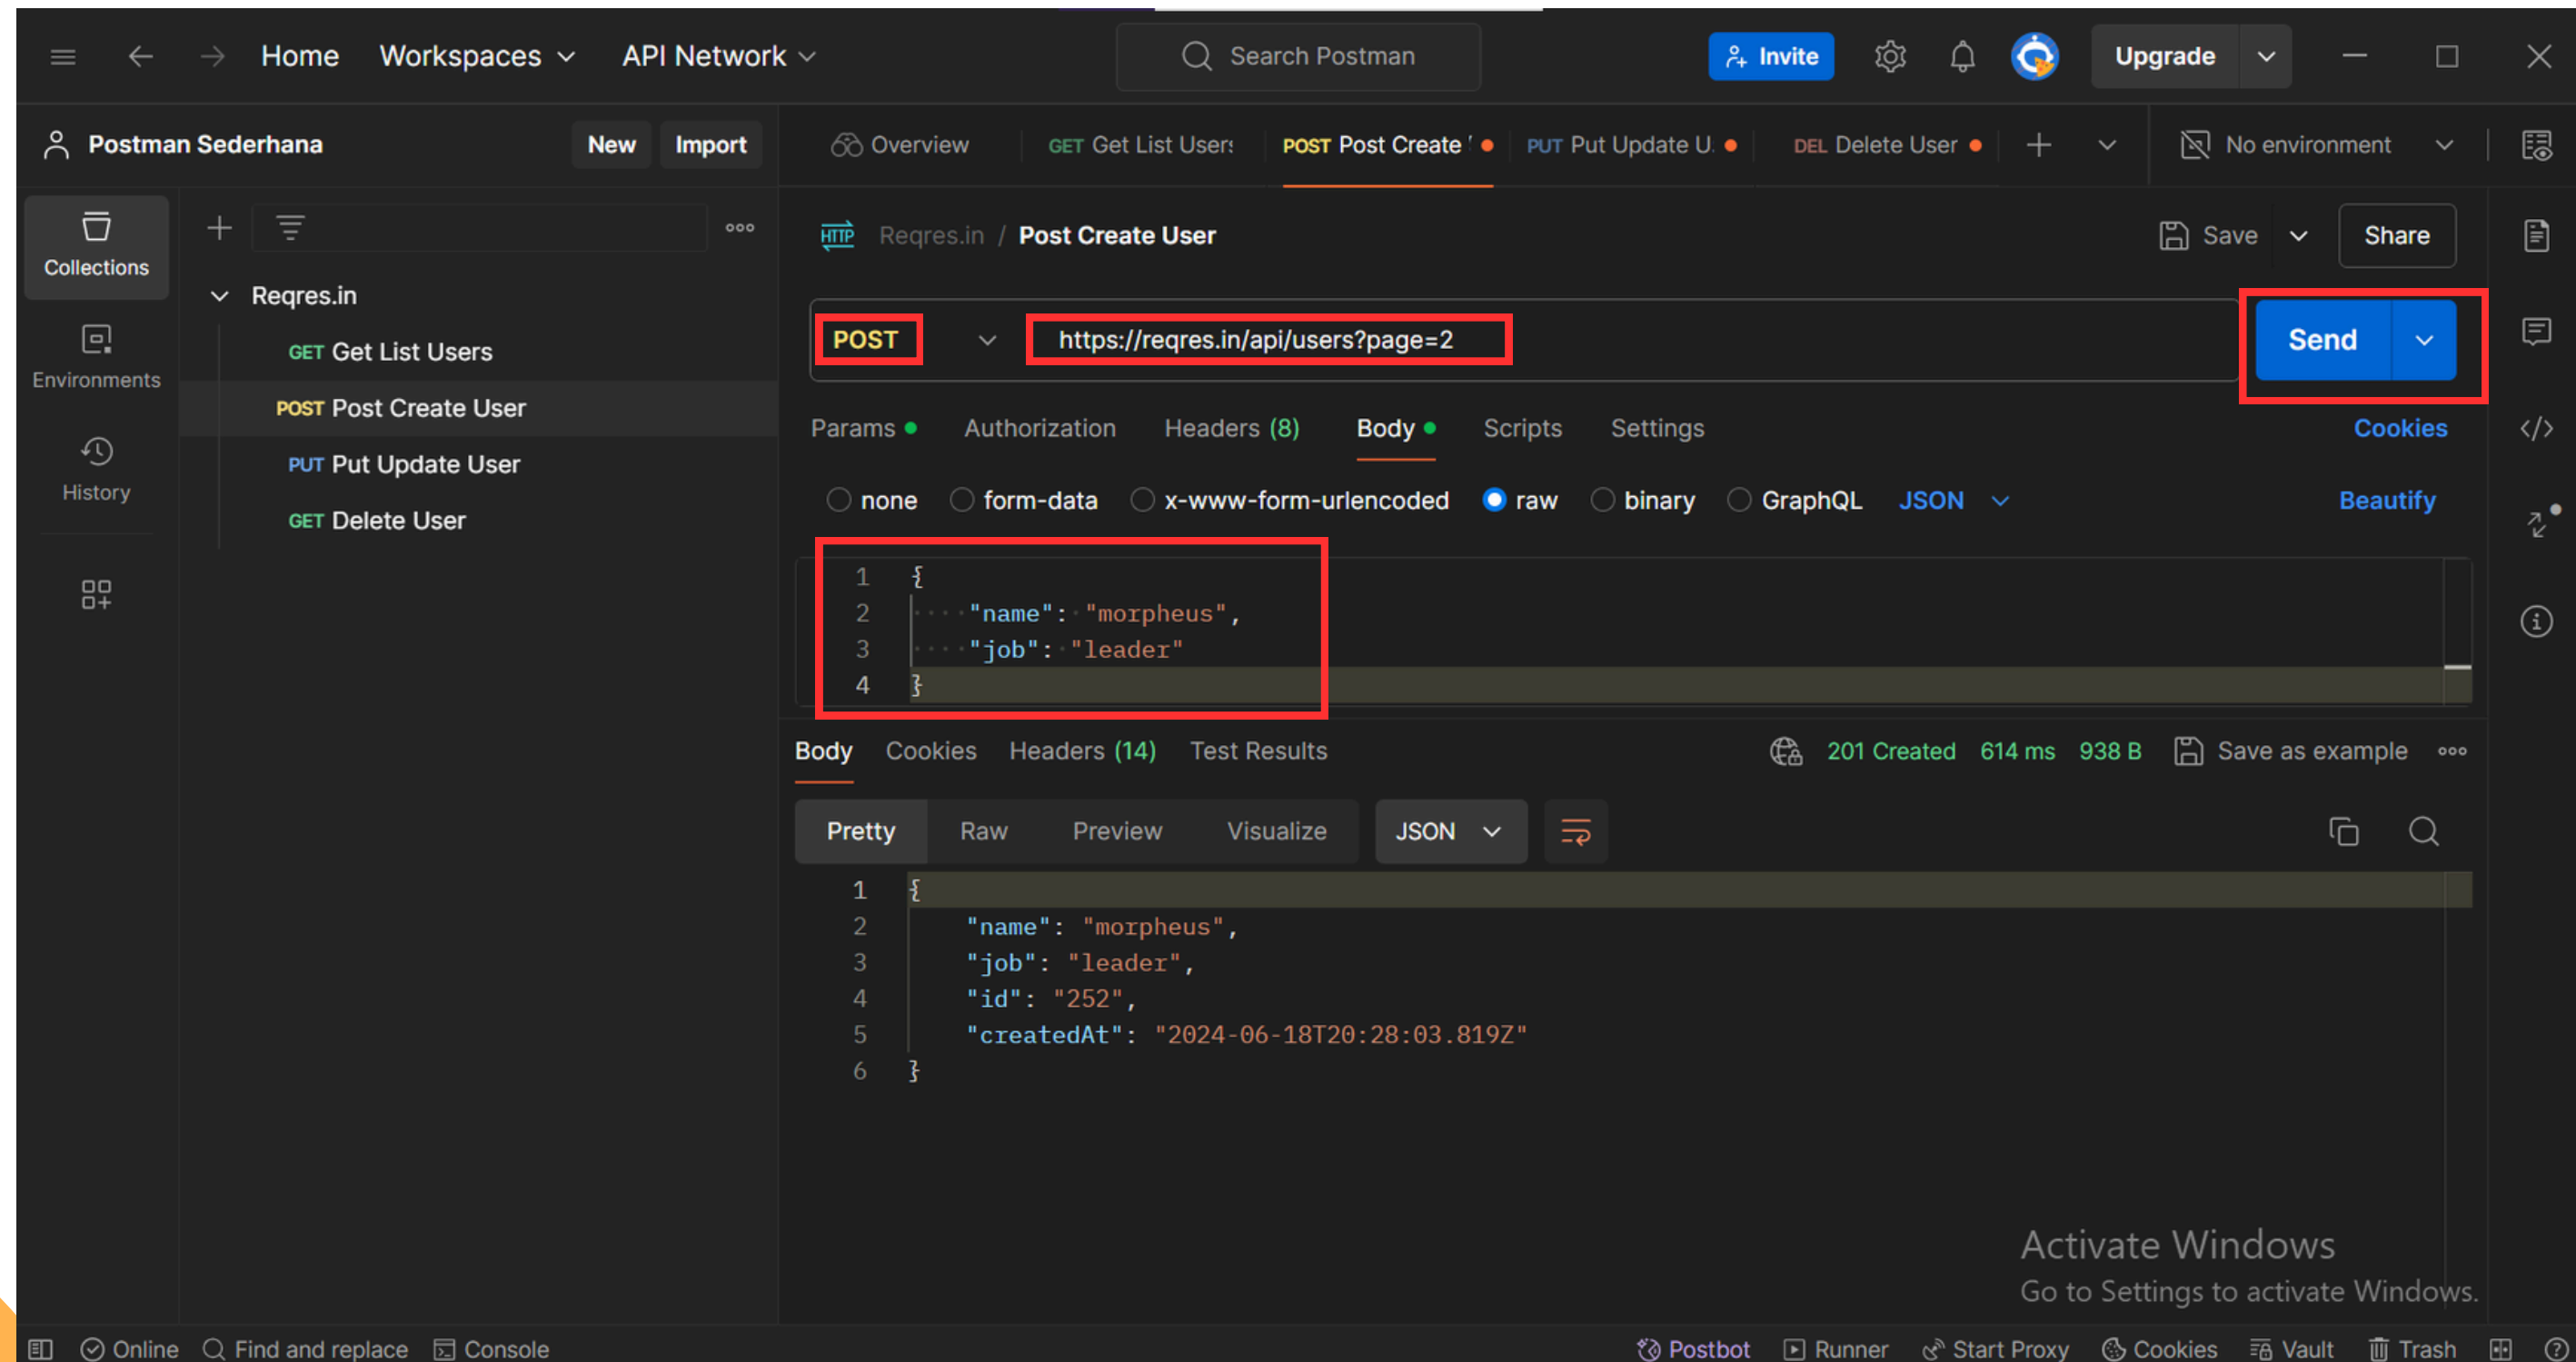 Home Workspaces API Network Search Postman Invite Upgrade
Postman Sederhana New Import Overview GET Get List Users POST Post Create PUT Put Update U. DEL Delete User No environment
Collections
HTTP Reqres.in / Post Create User Save Share
Reqres.in
POST https://reqres.in/api/users?page=2 Send
GET Get List Users
Environments
POST Post Create User
Params Authorization Headers (8) Body Scripts Settings Cookies
PUT Put Update User
History
none form-data x-www-form-urlencoded raw binary GraphQL JSON Beautify
GET Delete User
1 {
2 "name": "morpheus",
3 "job": "leader"
4 }
Body Cookies Headers (14) Test Results 201 Created 614 ms 938 B Save as example
Pretty Raw Preview Visualize JSON
1 {
2 "name": "morpheus",
3 "job": "leader",
4 "id": "252",
5 "createdAt": "2024-06-18T20:28:03.819Z"
6 }
Activate Windows
Go to Settings to activate Windows.
Online Find and replace Console Postbot Runner Start Proxy Cookies Vault Trash